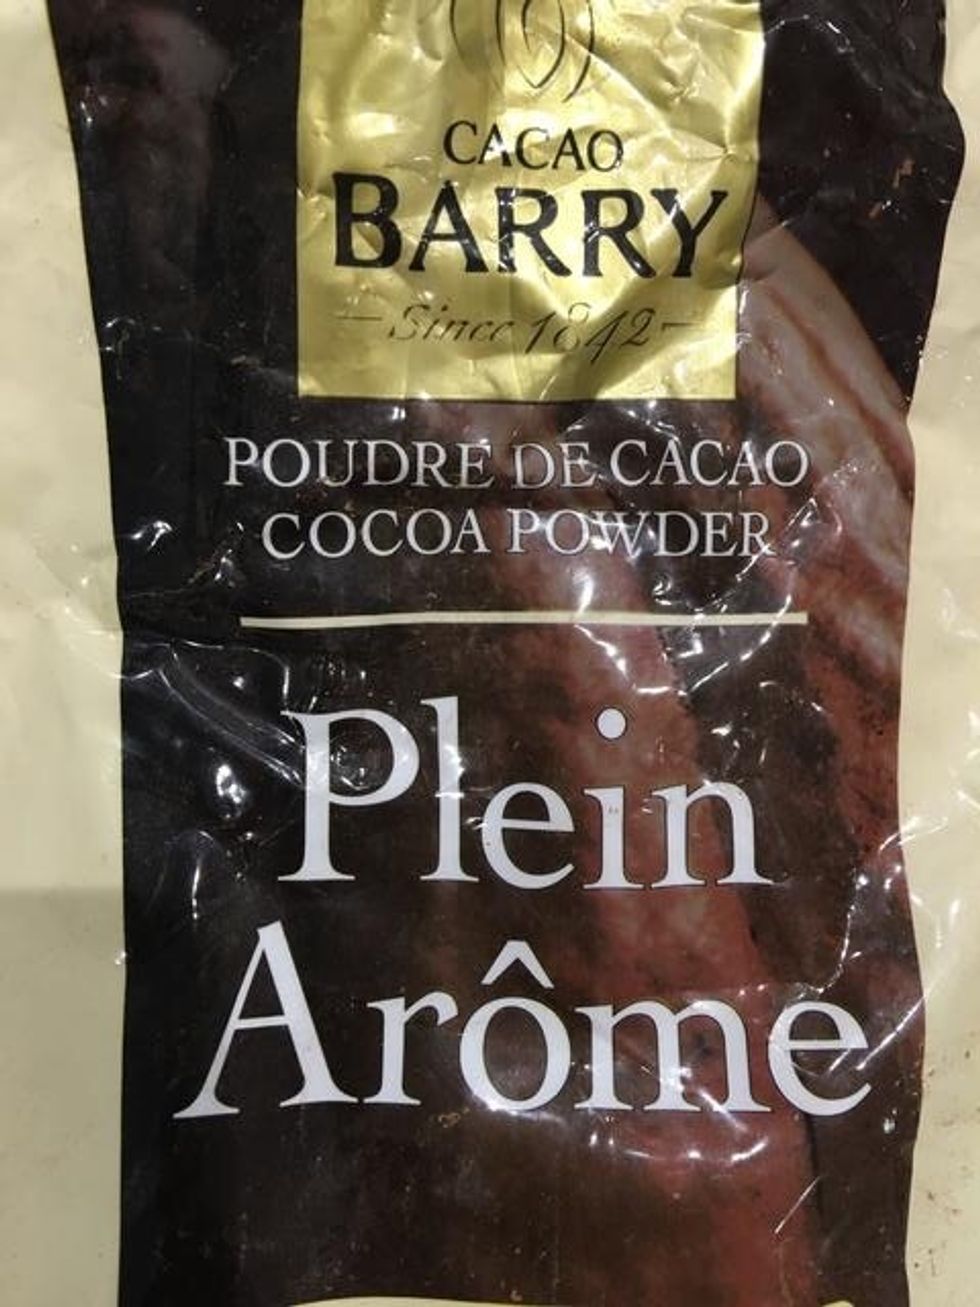 CACAO
BARRY
Since 1842
POUDRE DE CACAO
COCOA POWDER
Plein
Arôme